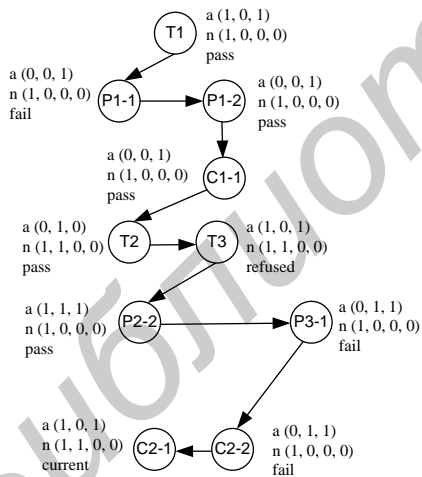 T1
a (1, 0, 1)
n (1, 0, 0, 0)
pass
a (0, 0, 1)
n (1, 0, 0, 0)
fail
P1-1
P1-2
a (0, 0, 1)
n (1, 0, 0, 0)
pass
a (0, 0, 1)
n (1, 0, 0, 0)
pass
C1-1
a (0, 1, 0)
n (1, 1, 0, 0)
pass
T2
T3
a (1, 0, 1)
n (1, 1, 0, 0)
refused
a (1, 1, 1)
n (1, 0, 0, 0)
pass
P2-2
P3-1
a (0, 1, 1)
n (1, 0, 0, 0)
fail
a (1, 0, 1)
n (1, 1, 0, 0)
current
C2-1
C2-2
a (0, 1, 1)
n (1, 0, 0, 0)
fail